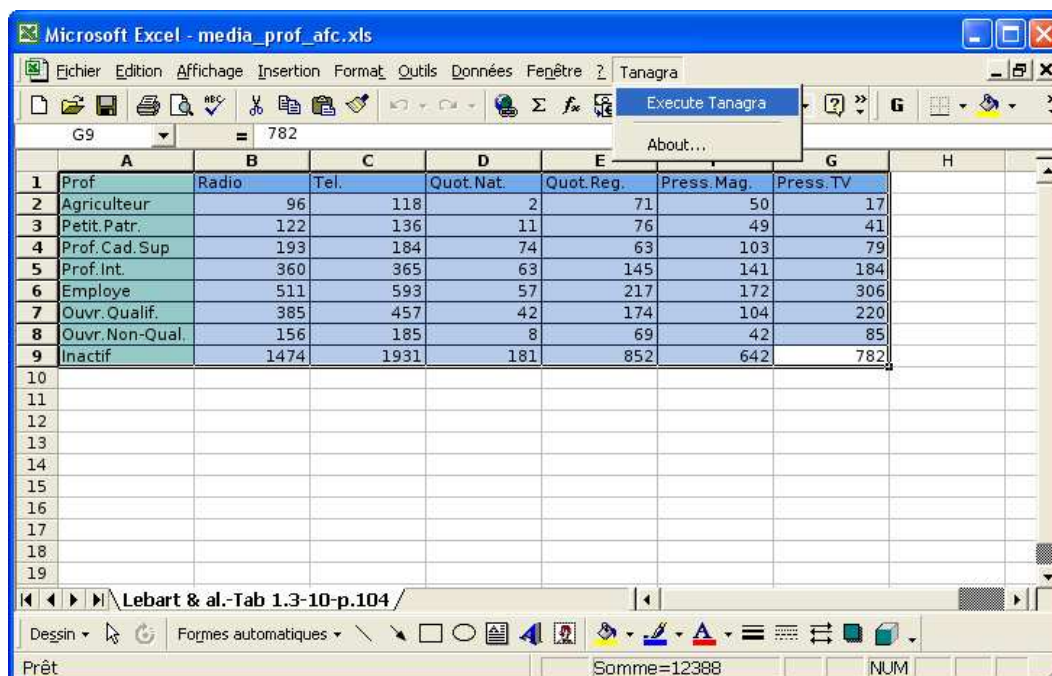 Microsoft Excel - media_prof_afc.xls
Fichier Edition Affichage Insertion Format Outils Données Fenêtre ? Tanagra
Execute Tanagra
About...
G
G9 = 782
A B C D E G H
1 Prof Radio Tel. Quot.Nat. Quot.Reg. Press.Mag. Press.TV
2 Agriculteur 96 118 2 71 50 17
3 Petit.Patr. 122 136 11 76 49 41
4 Prof.Cad.Sup 193 184 74 63 103 79
5 Prof.Int. 360 365 63 145 141 184
6 Employe 511 593 57 217 172 306
7 Ouvr.Qualif. 385 457 42 174 104 220
8 Ouvr.Non-Qual. 156 185 8 69 42 85
9 Inactif 1474 1931 181 852 642 782
10
11
12
13
14
15
16
17
18
19
Lebart & al.-Tab 1.3-10-p.104
Dessin Formes automatiques
Prêt Somme=12388 NUM